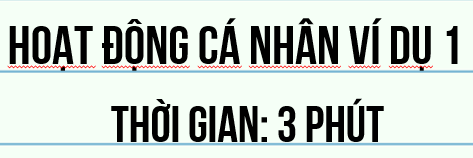 HOẠT ĐỘNG CÁ NHÂN VÍ DỤ 1
THỜI GIAN: 3 PHÚT